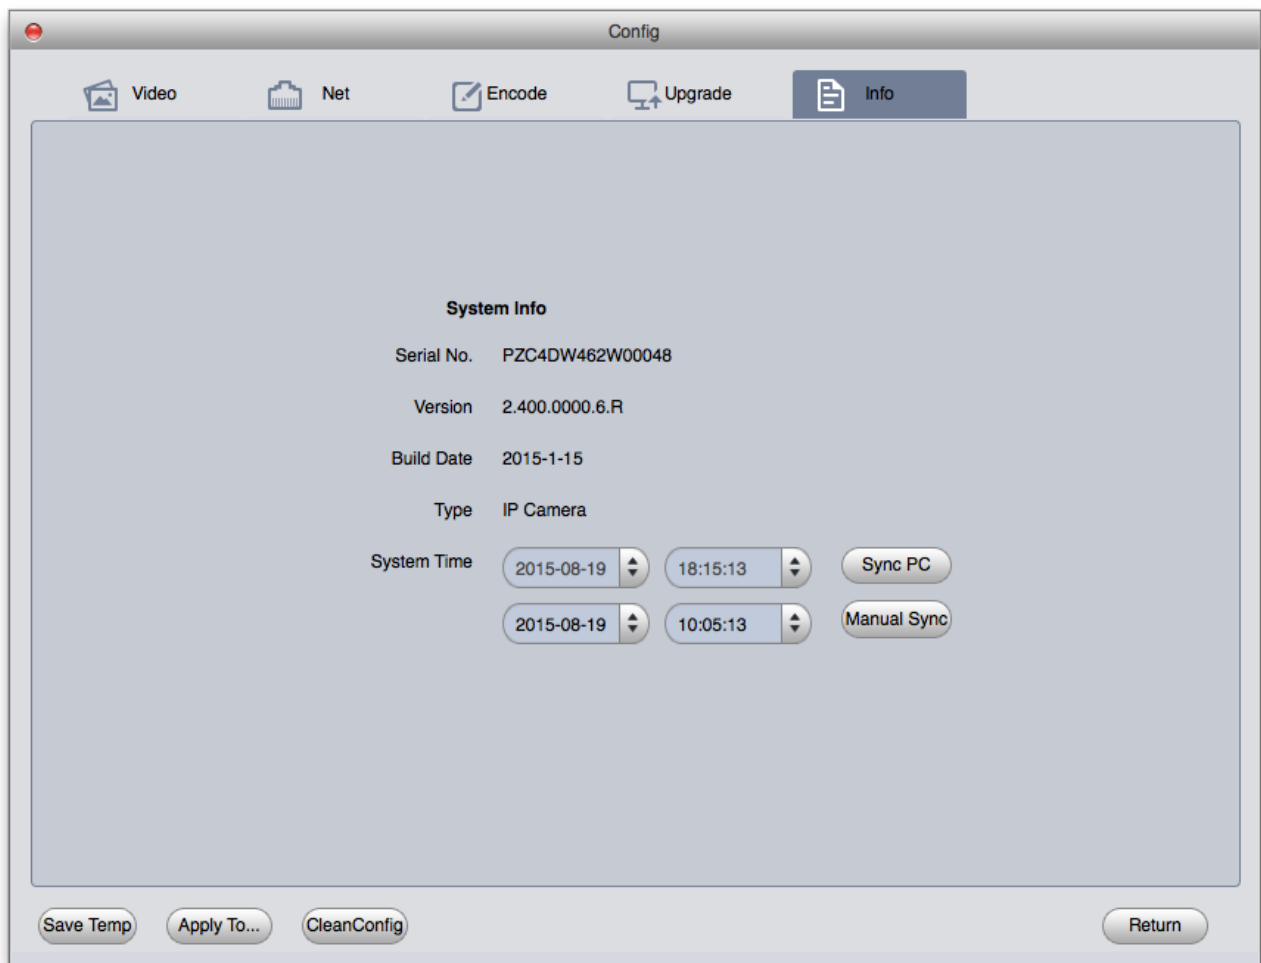 Config
Video Net Encode Upgrade Info
System Info
Serial No. PZC4DW462W00048
Version 2.400.0000.6.R
Build Date 2015-1-15
Type IP Camera
System Time 2015-08-19 18:15:13 Sync PC
2015-08-19 10:05:13 Manual Sync
Save Temp Apply To... CleanConfig Return